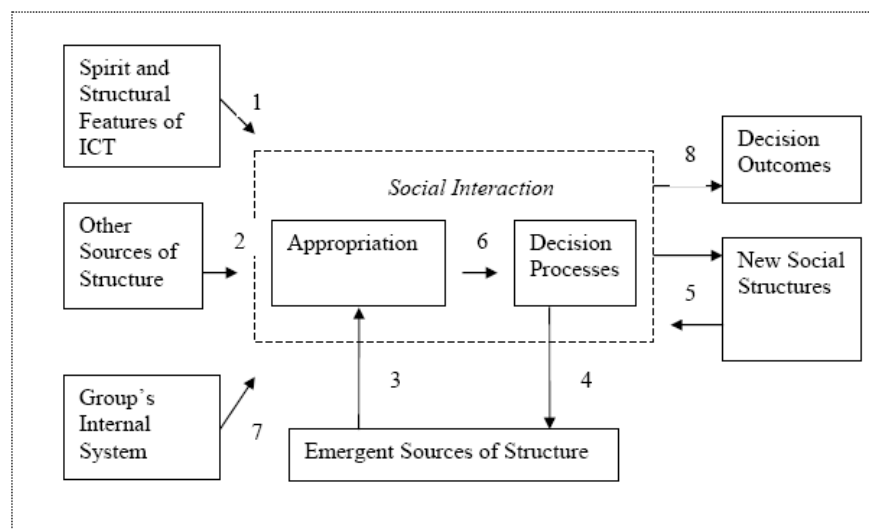 Spirit and
Structural
Features of
ICT
1
Other
Sources of
Structure
2
Group's
Internal
System
7
Social Interaction
Appropriation
6
Decision
Processes
3
4
Emergent Sources of Structure
8
Decision
Outcomes
5
New Social
Structures